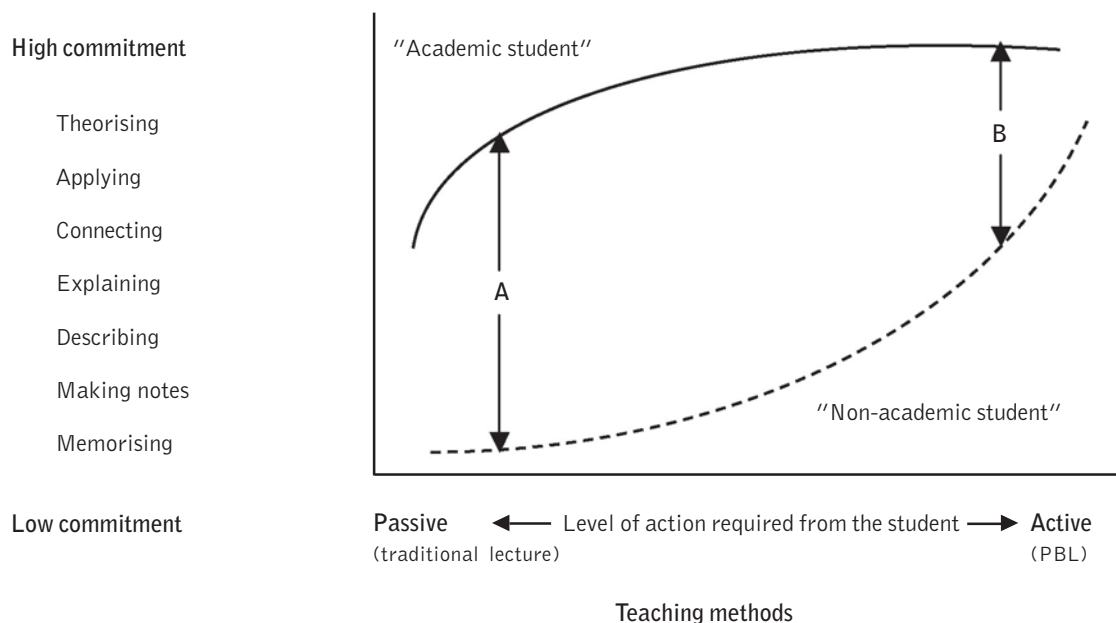 High commitment
"Academic student"
Theorising
Applying
Connecting
Explaining
Describing
Making notes
Memorising
A
B
"Non-academic student"
Low commitment
Passive
(traditional lecture)
Level of action required from the student
Active
(PBL)
Teaching methods